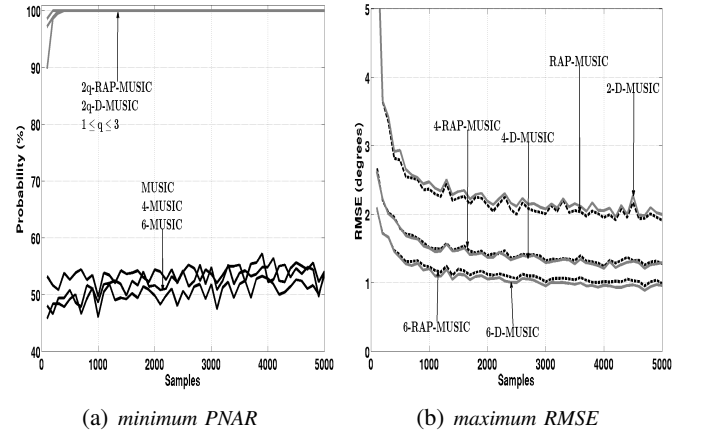 100
90
80
70
60
50
40
0
1000
2000
3000
4000
5000
Probability (%)
Samples
2q-RAP-MUSIC
2q-D-MUSIC
1 ≤ q ≤ 3
MUSIC
4-MUSIC
6-MUSIC
(a) minimum PNAR
5
4
3
2
1
0
0
1000
2000
3000
4000
5000
RMSE (degrees)
Samples
RAP-MUSIC
2-D-MUSIC
4-RAP-MUSIC
4-D-MUSIC
6-RAP-MUSIC
6-D-MUSIC
(b) maximum RMSE